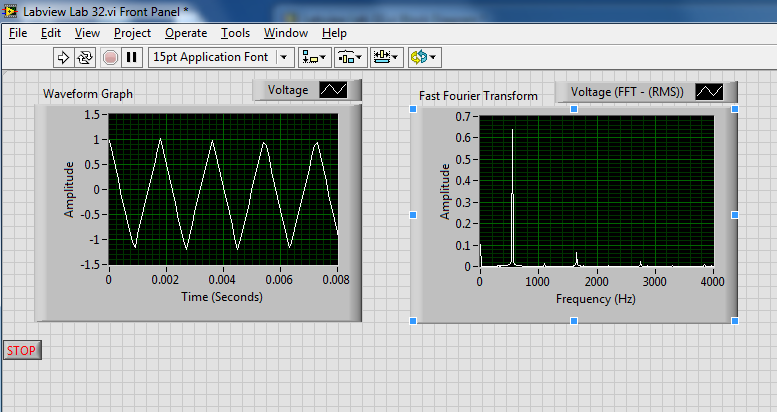 Labview Lab 32.vi Front Panel *
File Edit View Project Operate Tools Window Help
15pt Application Font
Waveform Graph
Voltage
1.5
1
0.5
0
-0.5
-1
-1.5
Amplitude
0 0.002 0.004 0.006 0.008
Time (Seconds)
Fast Fourier Transform
Voltage (FFT - (RMS))
0.7
0.6
0.5
0.4
0.3
0.2
0.1
0
Amplitude
0 1000 2000 3000 4000
Frequency (Hz)
STOP